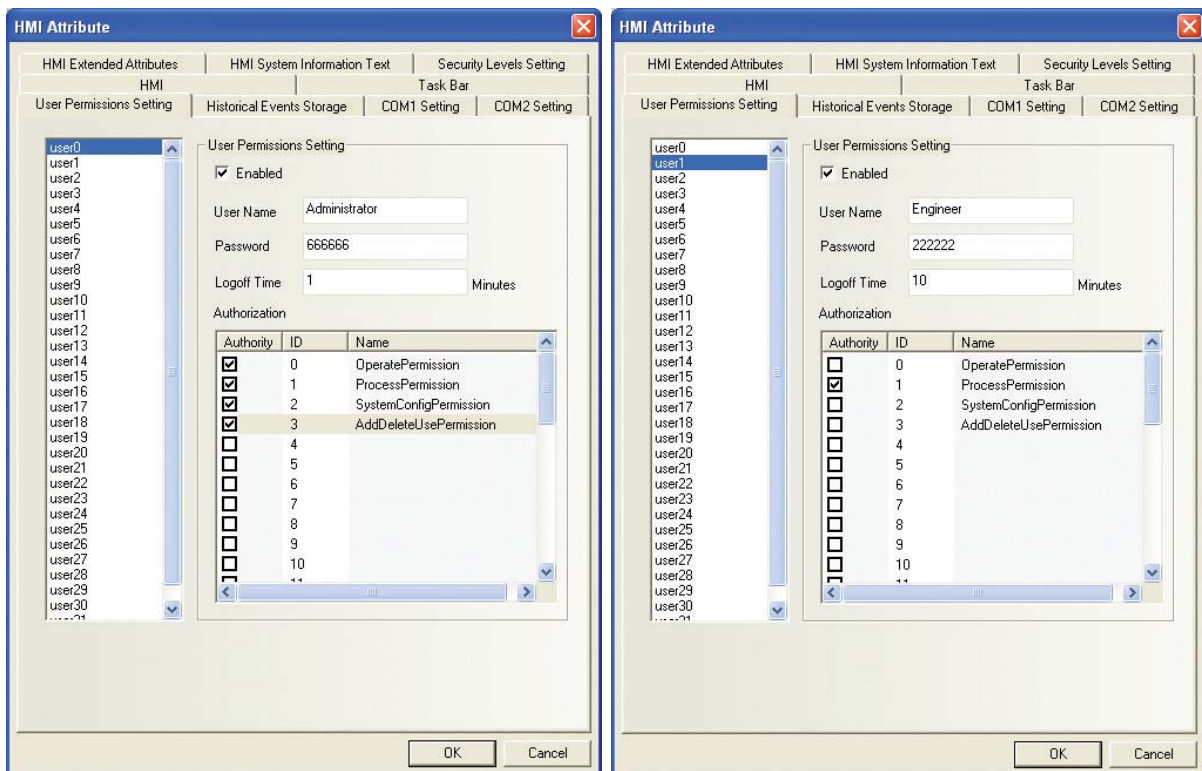 HMI Attribute
HMI Extended Attributes HMI System Information Text Security Levels Setting
HMI Task Bar
User Permissions Setting Historical Events Storage COM1 Setting COM2 Setting
user0
user1
user2
user3
user4
user5
user6
user7
user8
user9
user10
user11
user12
user13
user14
user15
user16
user17
user18
user19
user20
user21
user22
user23
user24
user25
user26
user27
user28
user29
user30
User Permissions Setting
Enabled
User Name Administrator
Password 666666
Logoff Time 1 Minutes
Authorization
Authority ID Name
0 OperatePermission
1 ProcessPermission
2 SystemConfigPermission
3 AddDeleteUsePermission
4
5
6
7
8
9
10
OK Cancel
HMI Attribute
HMI Extended Attributes HMI System Information Text Security Levels Setting
HMI Task Bar
User Permissions Setting Historical Events Storage COM1 Setting COM2 Setting
user0
user1
user2
user3
user4
user5
user6
user7
user8
user9
user10
user11
user12
user13
user14
user15
user16
user17
user18
user19
user20
user21
user22
user23
user24
user25
user26
user27
user28
user29
user30
User Permissions Setting
Enabled
User Name Engineer
Password 222222
Logoff Time 10 Minutes
Authorization
Authority ID Name
0 OperatePermission
1 ProcessPermission
2 SystemConfigPermission
3 AddDeleteUsePermission
4
5
6
7
8
9
10
OK Cancel